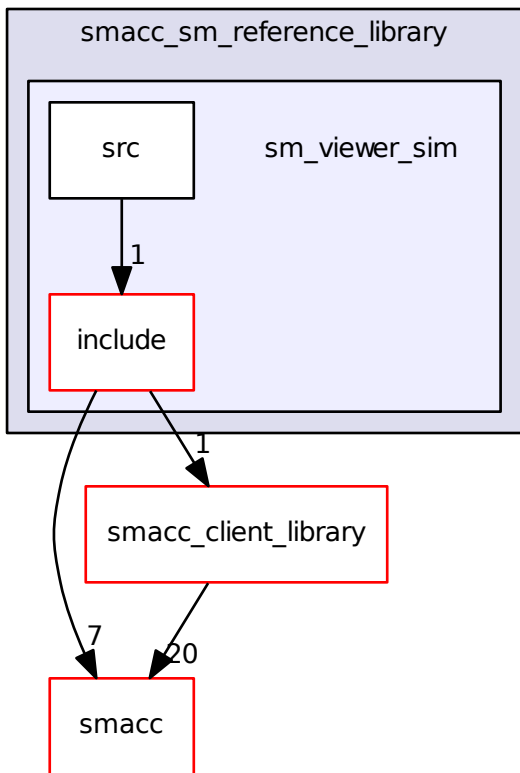 smacc_sm_reference_library
src
sm_viewer_sim
1
include
1
smacc_client_library
7
20
smacc